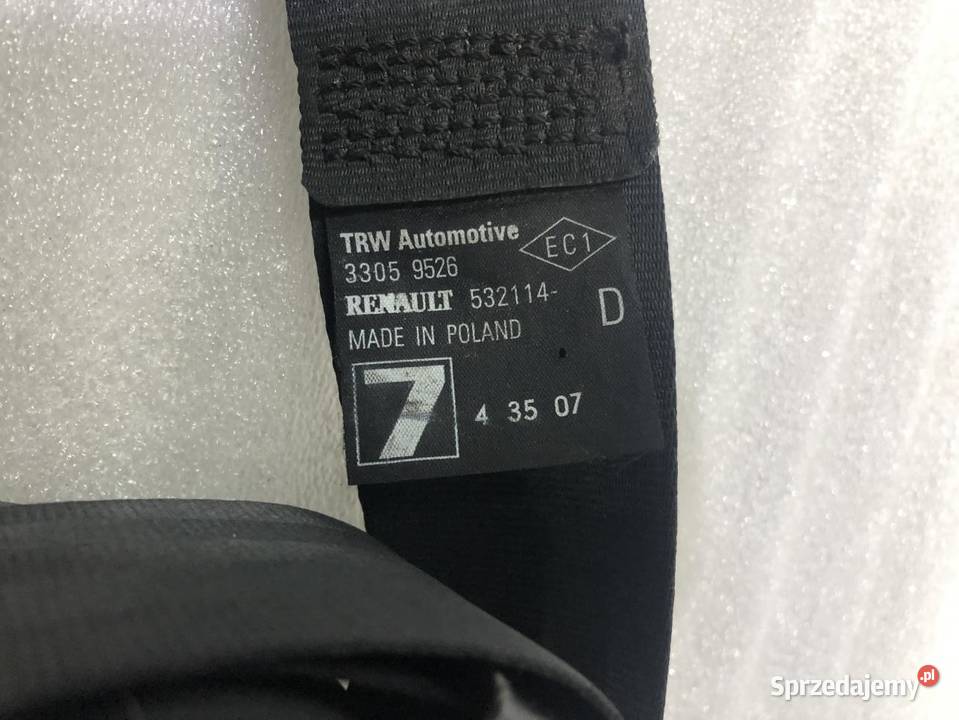 TRW Automotive EC1
3305 9526
RENAULT 532114- D
MADE IN POLAND
7 4 35 07
Sprzedajemy.pl